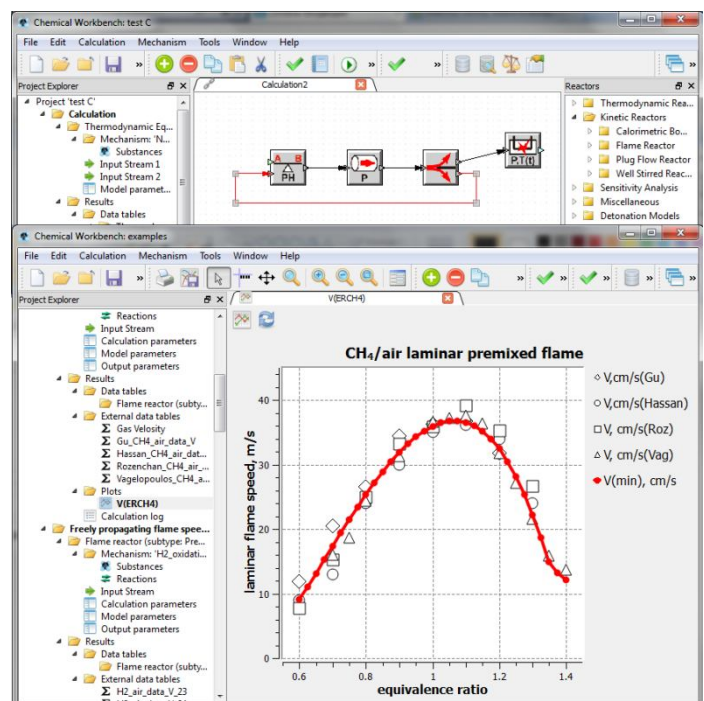 Chemical Workbench: test C
File Edit Calculation Mechanism Tools Window Help
Project Explorer
Calculation2
Reactors
Project 'test C'
Calculation
Thermodynamic Eq...
Mechanism: 'N...
Substances
Input Stream 1
Input Stream 2
Model paramet...
Results
Data tables
A B
PH
P
P,T(t)
Thermodynamic Rea...
Kinetic Reactors
Calorimetric Bo...
Flame Reactor
Plug Flow Reactor
Well Stirred Reac...
Sensitivity Analysis
Miscellaneous
Detonation Models
Chemical Workbench: examples
File Edit Calculation Mechanism Tools Window Help
Project Explorer
V(ERCH4)
Reactions
Input Stream
Calculation parameters
Model parameters
Output parameters
Results
Data tables
Flame reactor (subty...
External data tables
Gas Velosity
Gu_CH4_air_data_V
Hassan_CH4_air_dat...
Rozenchan_CH4_air_...
Vagelopoulos_CH4_a...
Plots
V(ERCH4)
Calculation log
Freely propagating flame spee...
Flame reactor (subtype: Pre...
Mechanism: 'H2_oxidati...
Substances
Reactions
Input Stream
Calculation parameters
Model parameters
Output parameters
Results
Data tables
Flame reactor (subty...
External data tables
H2_air_data_V_23
CH₄/air laminar premixed flame
laminar flame speed, m/s
40
30
20
10
0
0.6 0.8 1 1.2 1.4
equivalence ratio
V,cm/s(Gu)
V,cm/s(Hassan)
V, cm/s(Roz)
V, cm/s(Vag)
V(min), cm/s